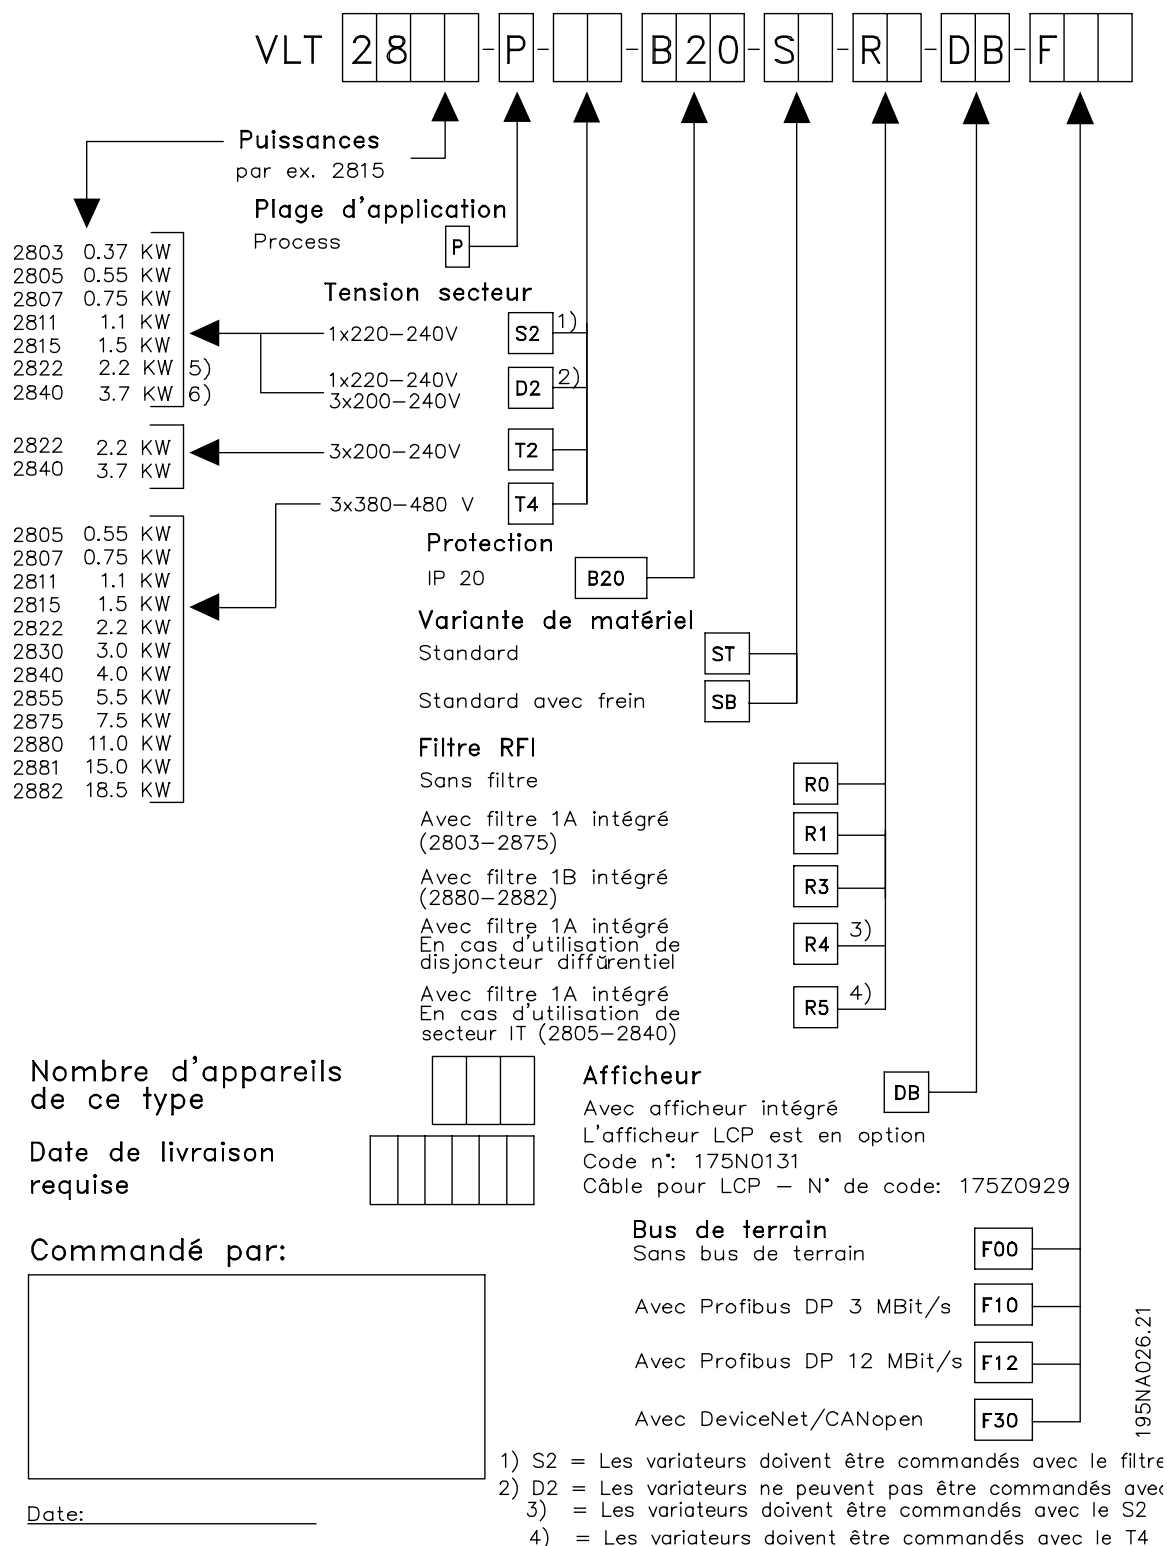 VLT 28 -P- -B20-S -R -DB-F
Puissances
par ex. 2815
Plage d'application
Process P
2803 0.37 KW
2805 0.55 KW
2807 0.75 KW
2811 1.1 KW
2815 1.5 KW
2822 2.2 KW 5)
2840 3.7 KW 6)
Tension secteur
1x220-240V S2 1)
1x220-240V
3x200-240V D2 2)
2822 2.2 KW
2840 3.7 KW
3x200-240V T2
3x380-480 V T4
2805 0.55 KW
2807 0.75 KW
2811 1.1 KW
2815 1.5 KW
2822 2.2 KW
2830 3.0 KW
2840 4.0 KW
2855 5.5 KW
2875 7.5 KW
2880 11.0 KW
2881 15.0 KW
2882 18.5 KW
Protection
IP 20 B20
Variante de matériel
Standard ST
Standard avec frein SB
Filtre RFI
Sans filtre R0
Avec filtre 1A intégré
(2803-2875) R1
Avec filtre 1B intégré
(2880-2882) R3
Avec filtre 1A intégré
En cas d'utilisation de R4 3)
disjoncteur diffŭrentiel
Avec filtre 1A intégré
En cas d'utilisation de R5 4)
secteur IT (2805-2840)
Nombre d'appareils
de ce type
Date de livraison
requise
Commandé par:
Date:
Afficheur DB
Avec afficheur intégré
L'afficheur LCP est en option
Code n°: 175N0131
Câble pour LCP – N° de code: 175Z0929
Bus de terrain
Sans bus de terrain F00
Avec Profibus DP 3 MBit/s F10
Avec Profibus DP 12 MBit/s F12
Avec DeviceNet/CANopen F30
195NA026.21
1) S2 = Les variateurs doivent être commandés avec le filtre
2) D2 = Les variateurs ne peuvent pas être commandés avec
3) = Les variateurs doivent être commandés avec le S2
4) = Les variateurs doivent être commandés avec le T4